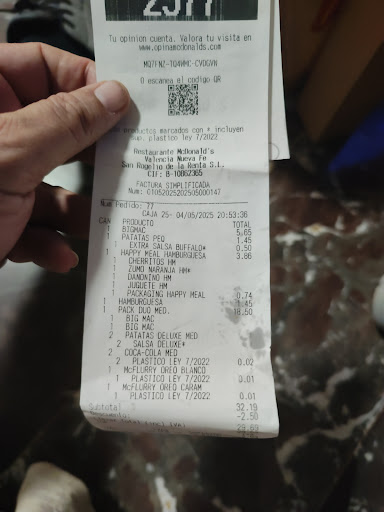 2577
Tu opinion cuenta. Valora tu visita en
www.opinamcdonalds.com
O escanea el codigo QR
productos marcados con * incluyen
sup. plastico ley 7/2022
Restaurante McDonald's
Valencia Nueva Fe
San Rogelio de la Renta S.L.
CIF: B-10862365
FACTURA SIMPLIFICADA
Num Pedido: 77
CAJA 25- 04/05/2025 20:53:36
CAN PRODUCTO TOTAL
1 BIGMAC 5.65
1 PATATAS PEQ 1.45
1 EXTRA SALSA BUFFALO* 0.50
1 HAPPY MEAL HAMBURGUESA 3.86
1 CHERRITOS HM
1 ZUMO NARANJA HM*
1 DANONINO HM
1 JUGUETE HM
1 PACKAGING HAPPY MEAL 0.74
1 HAMBURGUESA 1.45
1 PACK DUO MED. 18.50
1 BIG MAC
1 BIG MAC
2 PATATAS DELUXE MED
2 SALSA DELUXE*
2 COCA-COLA MED
2 PLASTICO LEY 7/2022 0.02
1 McFLURRY OREO BLANCO
1 PLASTICO LEY 7/2022 0.01
1 McFLURRY OREO CARAM
1 PLASTICO LEY 7/2022 0.01
Subtotal 32.19
-2.50
29.69